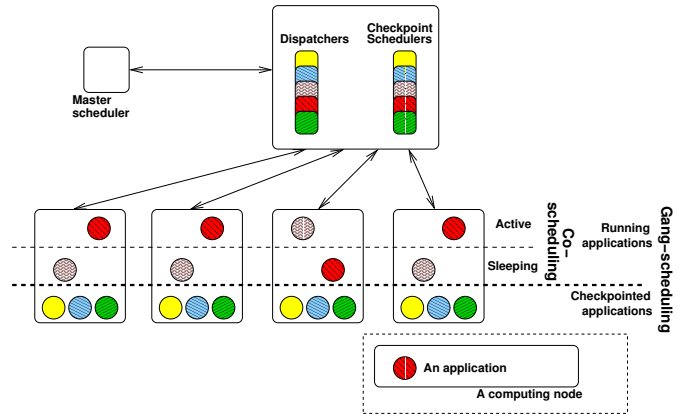 Dispatchers
Checkpoint
Schedulers
Master
scheduler
Active
Sleeping
Co-
scheduling
Running
applications
Checkpointed
applications
Gang-scheduling
An application
A computing node